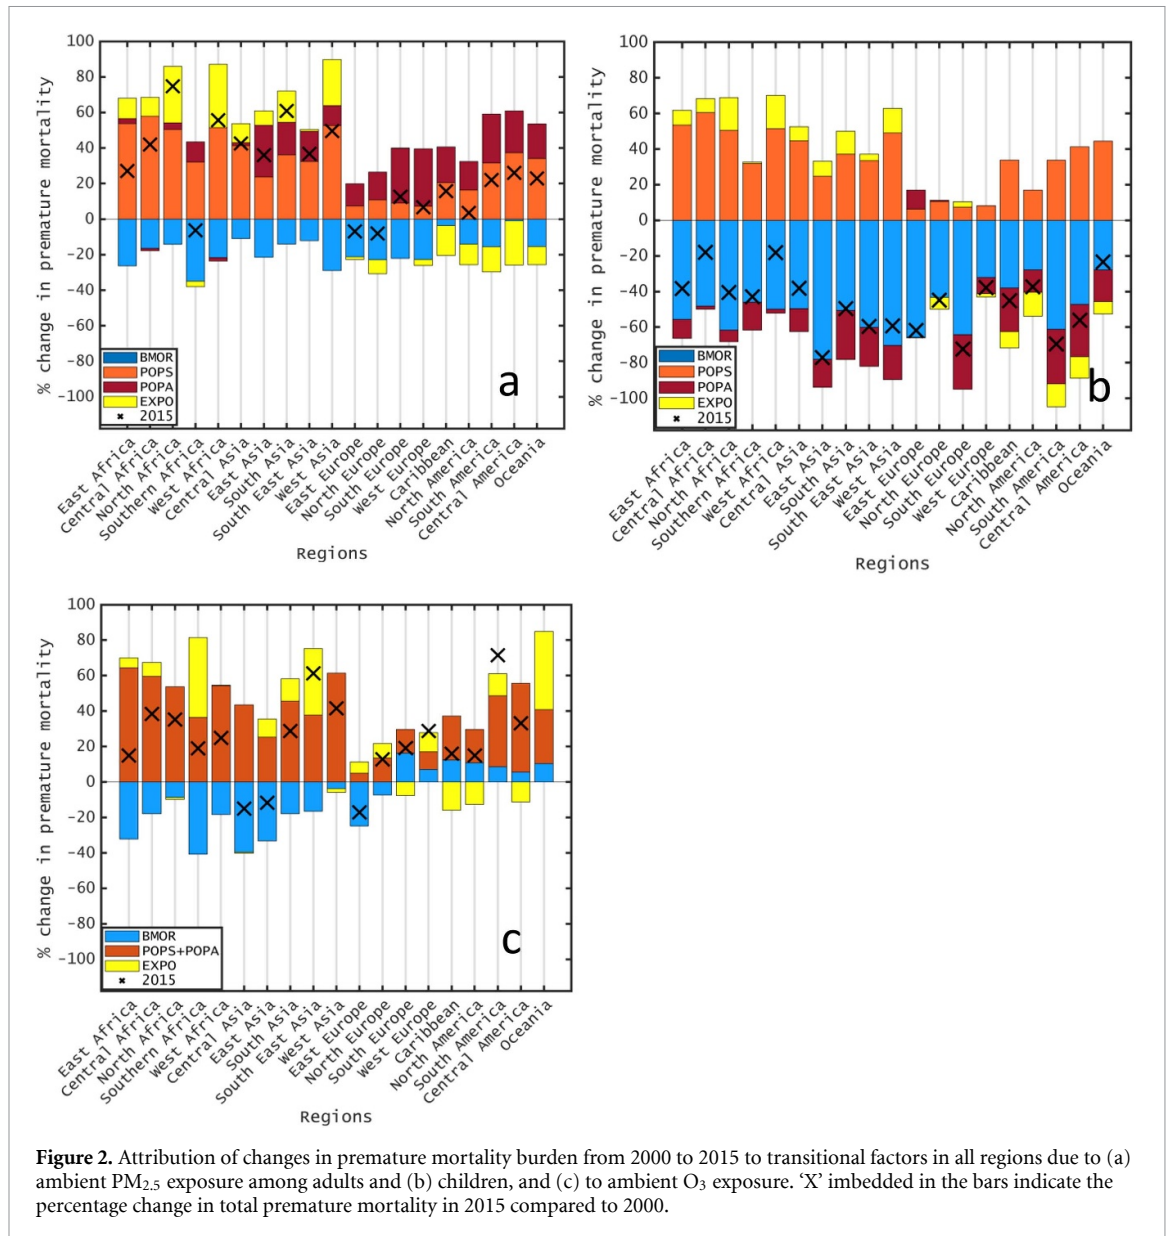 100
80
60
40
20
0
-20
-40
-60
-80
-100
% change in premature mortality
BMOR
POPS
POPA
EXPO
2015
a
East Africa
Central Africa
North Africa
Southern Africa
West Africa
Central Asia
East Asia
South Asia
South East Asia
West Asia
East Europe
North Europe
South Europe
West Europe
Caribbean
North America
South America
Central America
Oceania
Regions
100
80
60
40
20
0
-20
-40
-60
-80
-100
% change in premature mortality
BMOR
POPS
POPA
EXPO
2015
b
East Africa
Central Africa
North Africa
Southern Africa
West Africa
Central Asia
East Asia
South Asia
South East Asia
West Asia
East Europe
North Europe
South Europe
West Europe
Caribbean
North America
South America
Central America
Oceania
Regions
100
80
60
40
20
0
-20
-40
-60
-80
-100
% change in premature mortality
BMOR
POPS+POPA
EXPO
2015
c
East Africa
Central Africa
North Africa
Southern Africa
West Africa
Central Asia
East Asia
South Asia
South East Asia
West Asia
East Europe
North Europe
South Europe
West Europe
Caribbean
North America
South America
Central America
Oceania
Regions
Figure 2. Attribution of changes in premature mortality burden from 2000 to 2015 to transitional factors in all regions due to (a)
ambient PM₂.₅ exposure among adults and (b) children, and (c) to ambient O₃ exposure. ‘X’ imbedded in the bars indicate the
percentage change in total premature mortality in 2015 compared to 2000.